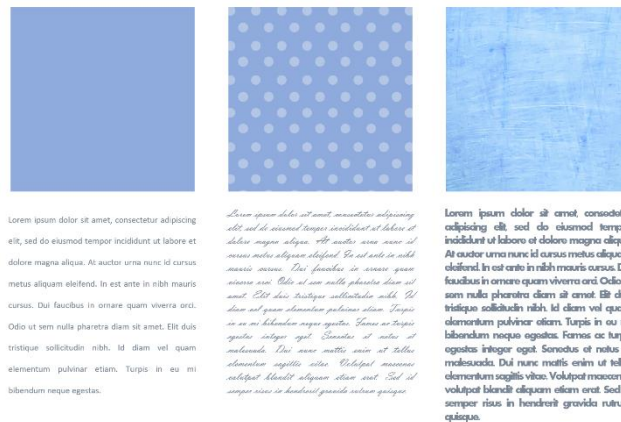 Lorem ipsum dolor sit amet, consectetur adipiscing
elit, sed do eiusmod tempor incididunt ut labore et
dolore magna aliqua. At auctor urna nunc id cursus
metus aliquam eleifend. In est ante in nibh mauris
cursus. Dui faucibus in ornare quam viverra orci.
Odio ut sem nulla pharetra diam sit amet. Elit duis
tristique sollicitudin nibh. Id diam vel quam
elementum pulvinar etiam. Turpis in eu mi
bibendum neque egestas.
Lorem ipsum dolor sit amet, consectetur adipiscing
elit, sed do eiusmod tempor incididunt ut labore et
dolore magna aliqua. At auctor urna nunc id
cursus metus aliquam eleifend. In est ante in nibh
mauris cursus. Dui faucibus in ornare quam
viverra orci. Odio ut sem nulla pharetra diam sit
amet. Elit duis tristique sollicitudin nibh. Id
diam vel quam elementum pulvinar etiam. Turpis
in eu mi bibendum neque egestas. Fames ac turpis
egestas integer eget. Senectus et netus et
malesuada. Dui nunc mattis enim ut tellus
elementum sagittis vitae. Volutpat maecenas
volutpat blandit aliquam etiam erat. Sed id
semper risus in hendrerit gravida rutrum quisque.
Lorem ipsum dolor sit amet, consectet
adipiscing elit, sed do eiusmod temp
incididunt ut labore et dolore magna aliqu
At auctor urna nunc id cursus metus aliqua
eleifend. In est ante in nibh mauris cursus. D
faucibus in ornare quam viverra orci. Odio
sem nulla pharetra diam sit amet. Elit du
tristique sollicitudin nibh. Id diam vel qua
elementum pulvinar etiam. Turpis in eu
bibendum neque egestas. Fames ac turp
egestas integer eget. Senectus et netus
malesuada. Dui nunc mattis enim ut tell
elementum sagittis vitae. Volutpat maecen
volutpat blandit aliquam etiam erat. Sed
semper risus in hendrerit gravida rutru
quisque.